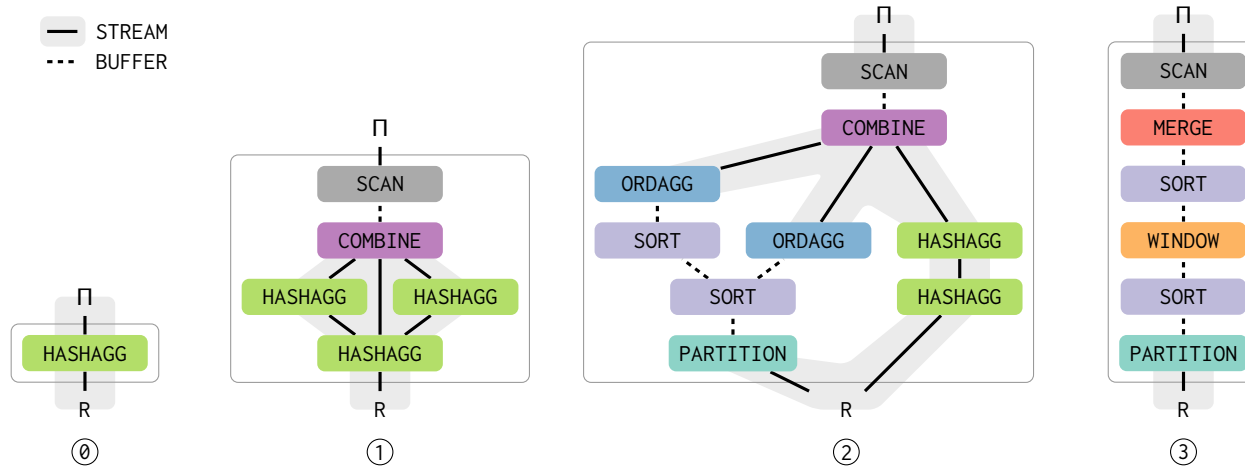 STREAM
BUFFER
Π
HASHAGG
R
⓪
Π
SCAN
COMBINE
HASHAGG HASHAGG
HASHAGG
R
①
Π
SCAN
COMBINE
ORDAGG
SORT ORDAGG HASHAGG
SORT HASHAGG
PARTITION
R
②
Π
SCAN
MERGE
SORT
WINDOW
SORT
PARTITION
R
③